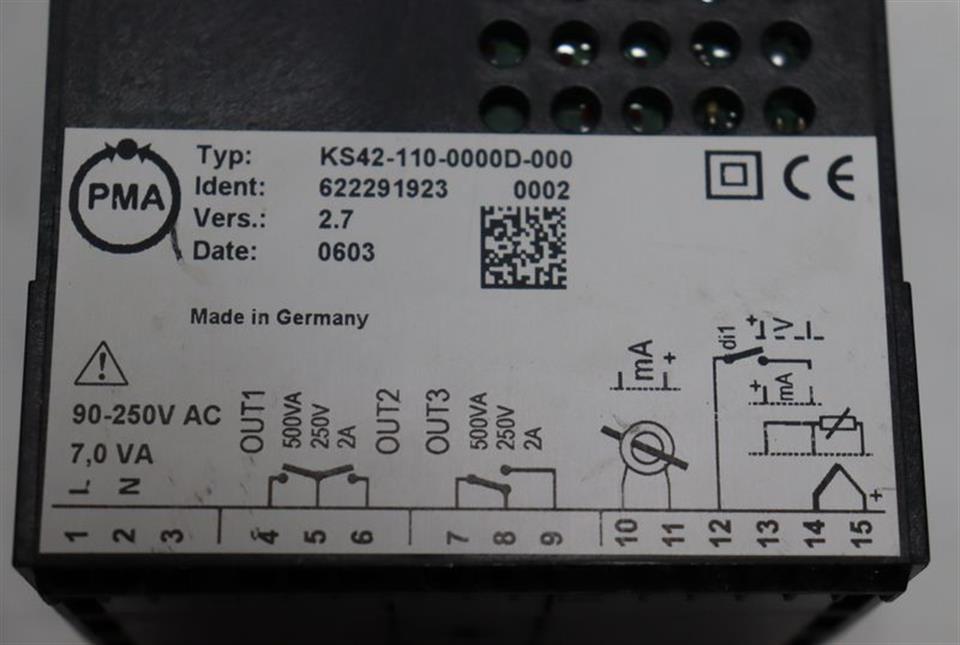 PMA
Typ: KS42-110-0000D-000
Ident: 622291923 0002
Vers.: 2.7
Date: 0603
CE
Made in Germany
90-250V AC
7,0 VA
L
N
OUT1
500VA
250V
2A
OUT2
OUT3
500VA
250V
2A
mA
+
di1
+ V
+ mA
+
1 2 3 4 5 6 7 8 9 10 11 12 13 14 15